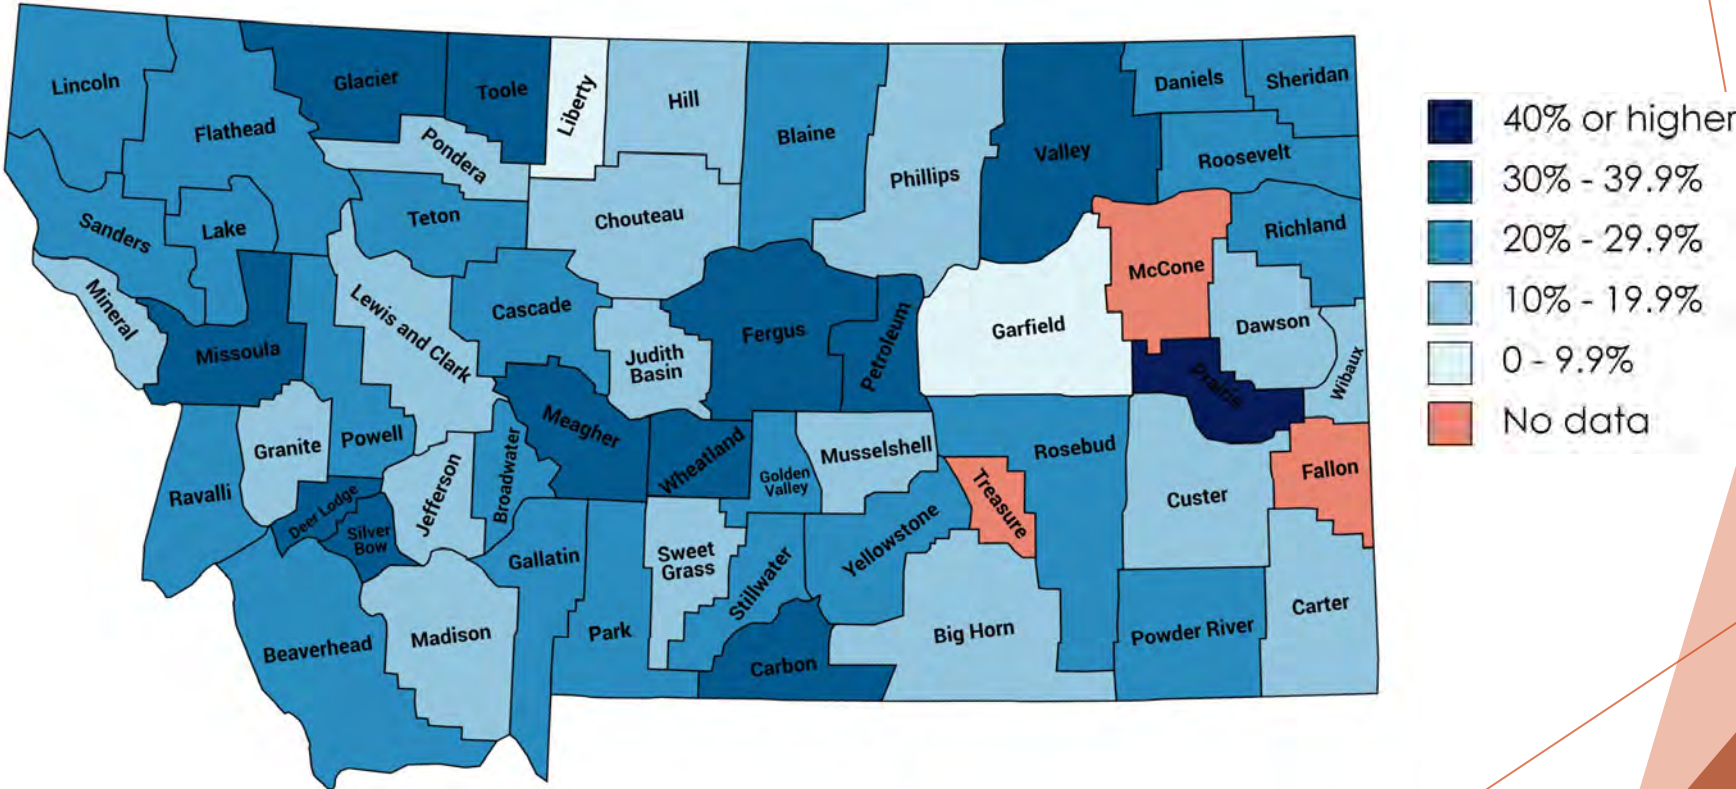 Lincoln
Flathead
Glacier
Toole
Liberty
Hill
Blaine
Phillips
Valley
Daniels
Sheridan
Roosevelt
Pondera
Teton
Chouteau
Sanders
Lake
Richland
McCone
Mineral
Missoula
Lewis and Clark
Cascade
Judith
Basin
Fergus
Petroleum
Garfield
Dawson
Wibaux
Prairie
Granite
Powell
Meagher
Wheatland
Golden
Valley
Musselshell
Rosebud
Treasure
Custer
Fallon
Ravalli
Deer Lodge
Silver
Bow
Jefferson
Broadwater
Gallatin
Sweet
Grass
Stillwater
Yellowstone
Beaverhead
Madison
Park
Carbon
Big Horn
Powder River
Carter
40% or higher
30% - 39.9%
20% - 29.9%
10% - 19.9%
0 - 9.9%
No data